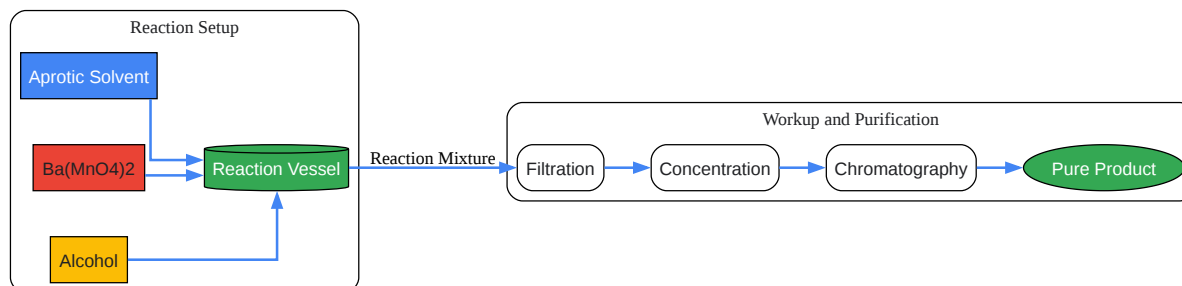 Reaction Setup
Aprotic Solvent
Ba(MnO4)2
Reaction Vessel
Alcohol
Reaction Mixture
Workup and Purification
Filtration
Concentration
Chromatography
Pure Product